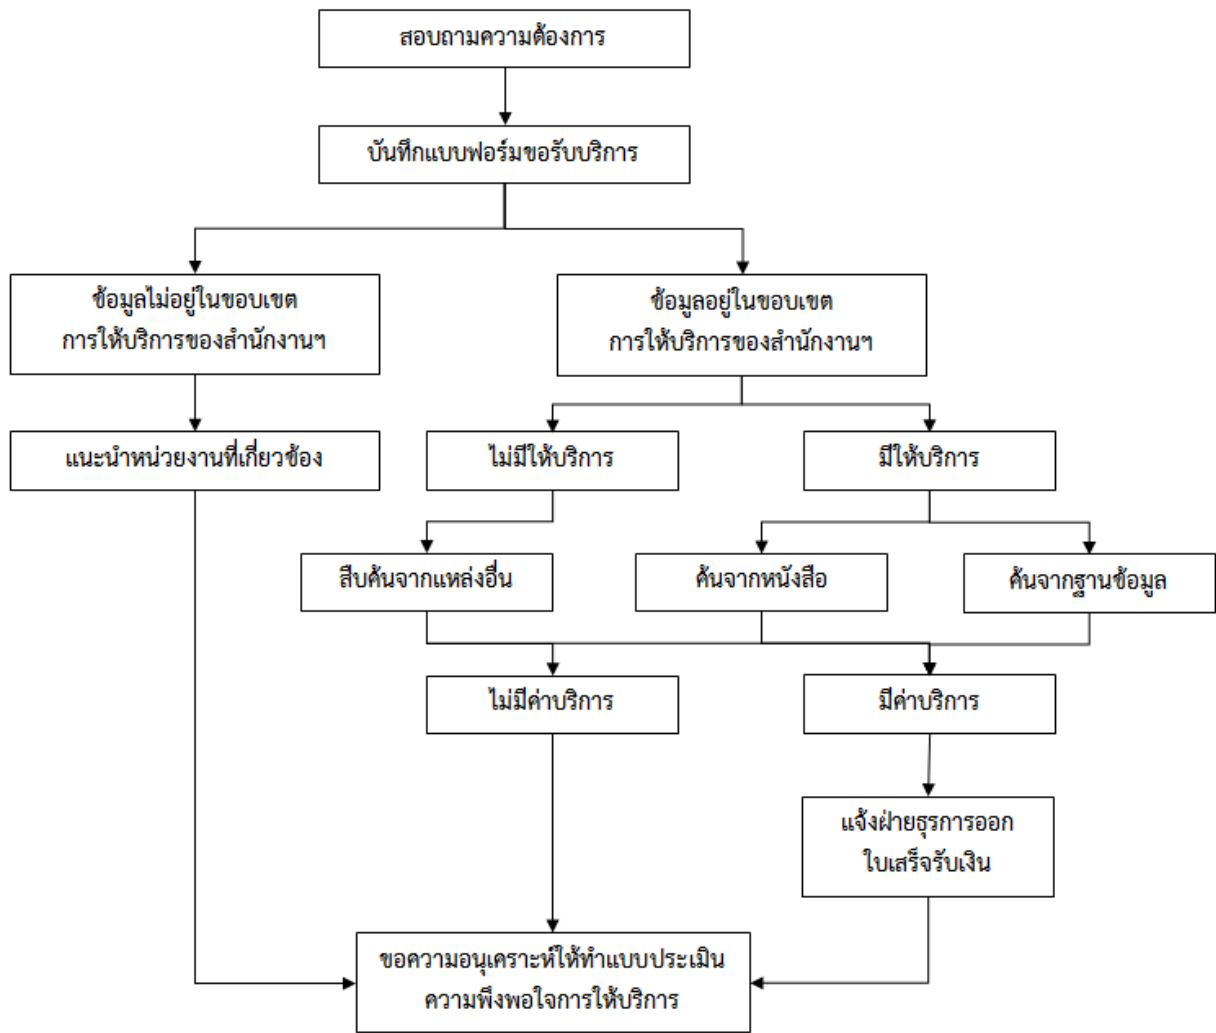 สอบถามความต้องการ
บันทึกแบบฟอร์มขอรับบริการ
ข้อมูลไม่อยู่ในขอบเขต
การให้บริการของสำนักงานฯ
ข้อมูลอยู่ในขอบเขต
การให้บริการของสำนักงานฯ
แนะนำหน่วยงานที่เกี่ยวข้อง
ไม่มีให้บริการ
มีให้บริการ
สืบค้นจากแหล่งอื่น
ค้นจากหนังสือ
ค้นจากฐานข้อมูล
ไม่มีค่าบริการ
มีค่าบริการ
แจ้งฝ่ายธุรการออก
ใบเสร็จรับเงิน
ขอความอนุเคราะห์ให้ทำแบบประเมิน
ความพึงพอใจการให้บริการ